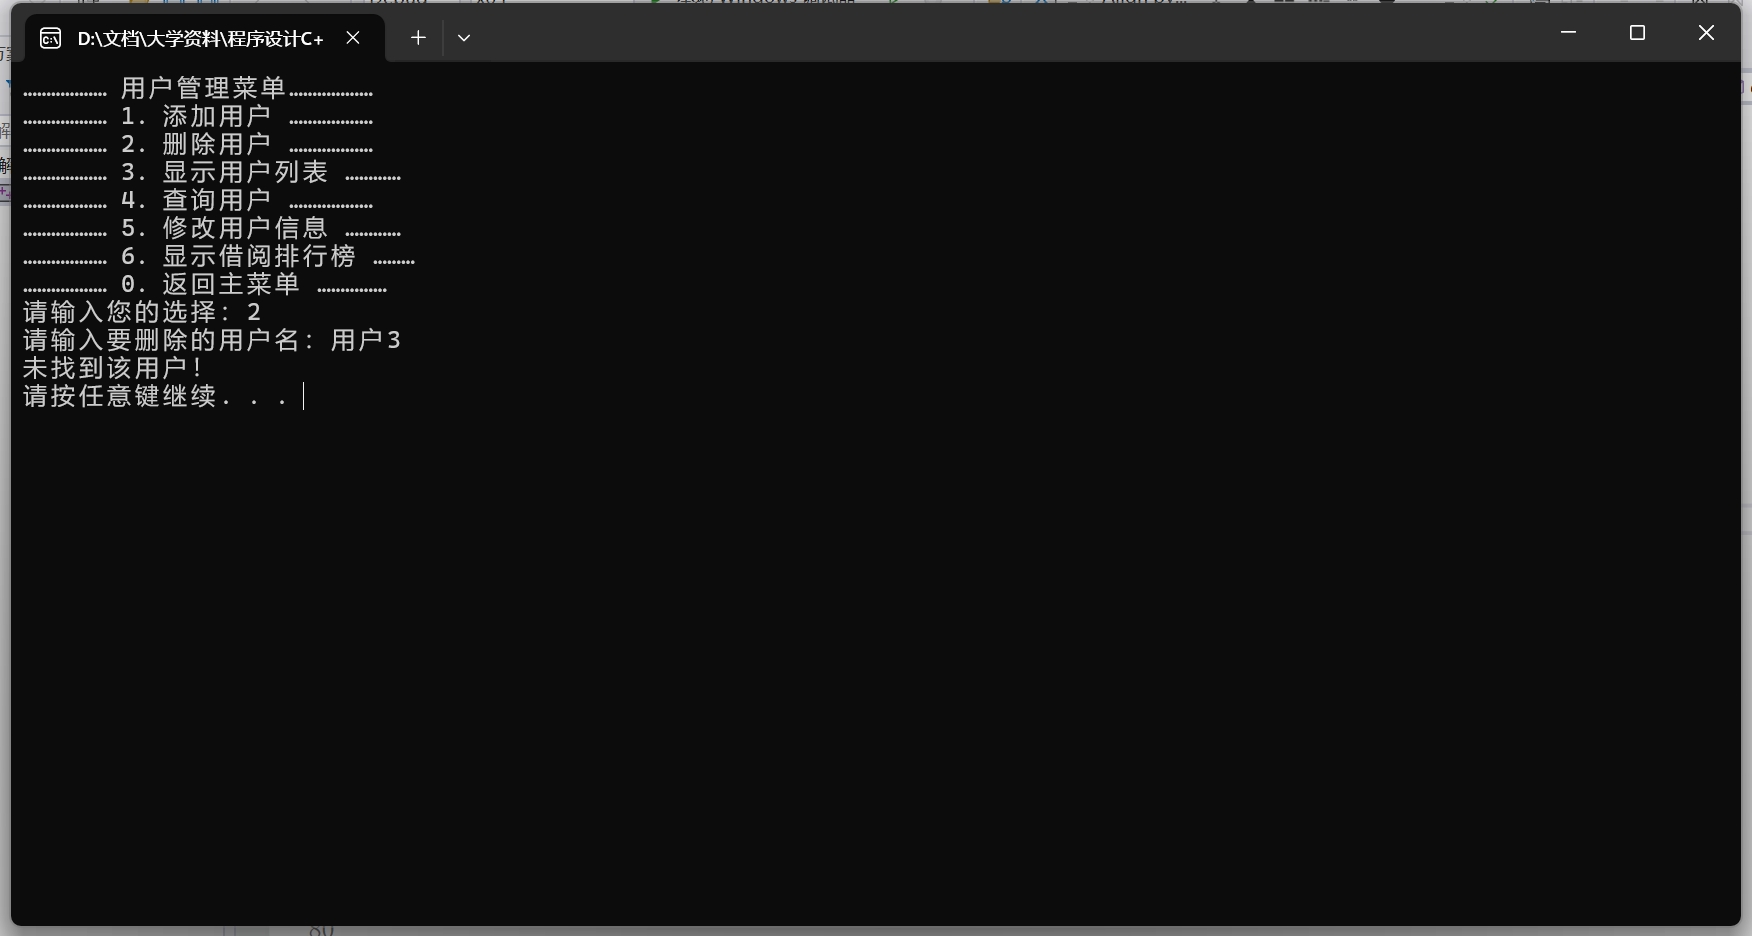 D:\文档\大学资料\程序设计C+
……………… 用户管理菜单………………
……………… 1. 添加用户 ………………
……………… 2. 删除用户 ………………
……………… 3. 显示用户列表 …………
……………… 4. 查询用户 ………………
……………… 5. 修改用户信息 …………
……………… 6. 显示借阅排行榜 ………
……………… 0. 返回主菜单 ……………
请输入您的选择: 2
请输入要删除的用户名: 用户3
未找到该用户!
请按任意键继续. . .
80